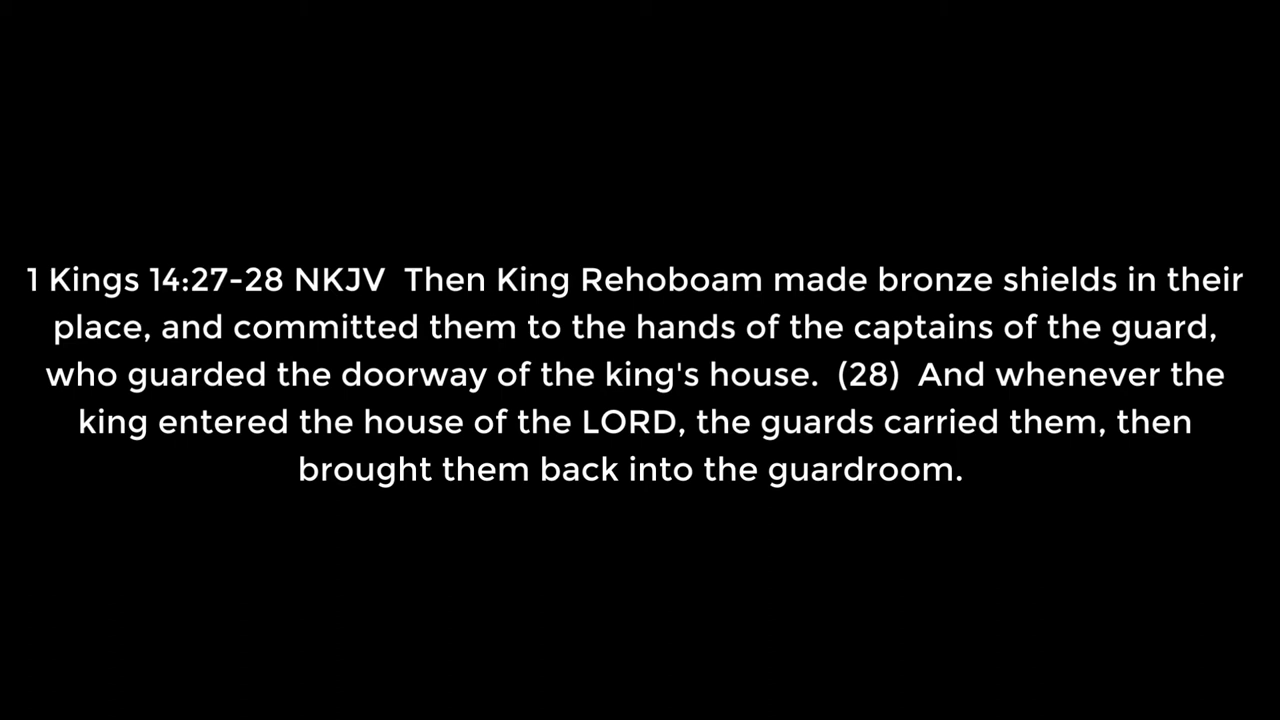 1 Kings 14:27-28 NKJV  Then King Rehoboam made bronze shields in their
place, and committed them to the hands of the captains of the guard,
who guarded the doorway of the king's house.  (28)  And whenever the
king entered the house of the LORD, the guards carried them, then
brought them back into the guardroom.